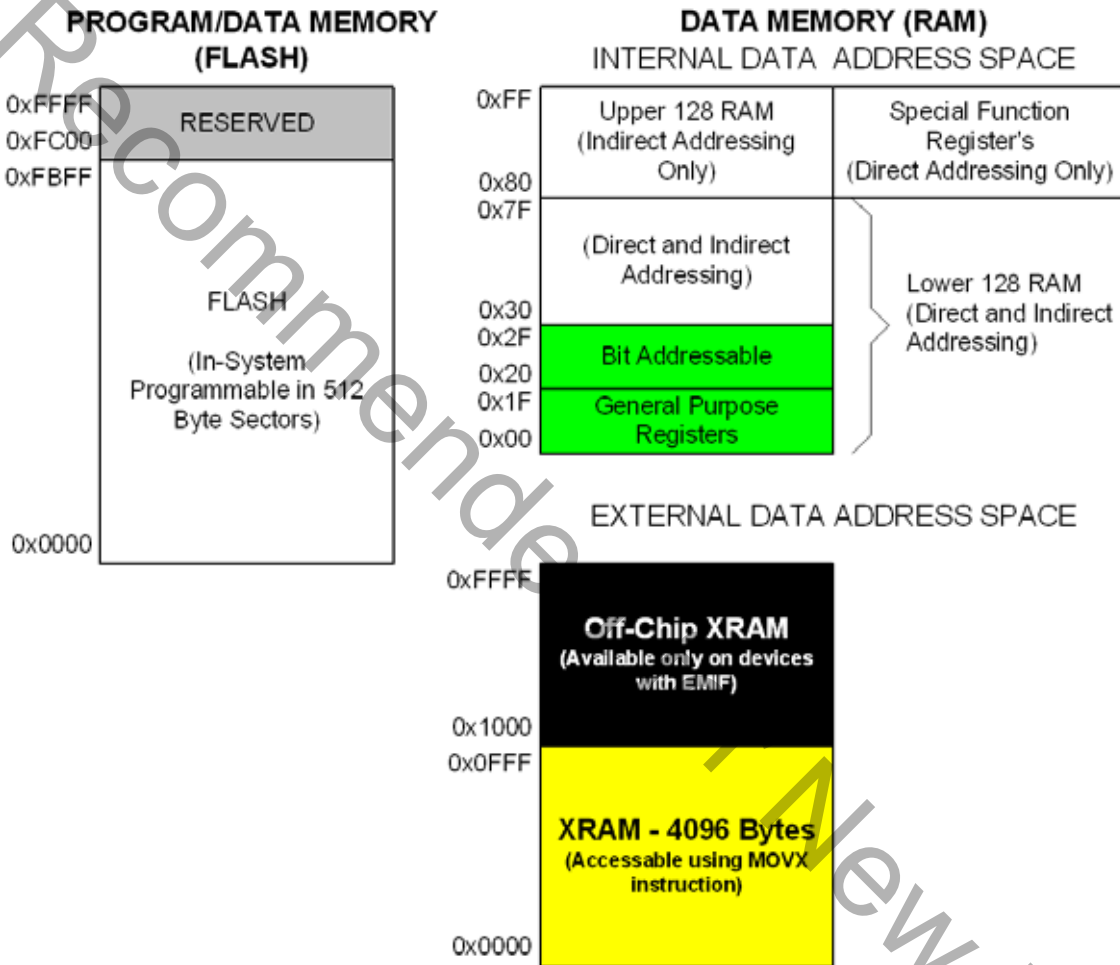 PROGRAM/DATA MEMORY
(FLASH)
0xFFFF
RESERVED
0xFC00
0xFBFF
FLASH
(In-System
Programmable in 512
Byte Sectors)
0x0000
DATA MEMORY (RAM)
INTERNAL DATA ADDRESS SPACE
0xFF
Upper 128 RAM
(Indirect Addressing
Only)
0x80
Special Function
Register's
(Direct Addressing Only)
0x7F
(Direct and Indirect
Addressing)
0x30
0x2F
Bit Addressable
0x20
0x1F
General Purpose
Registers
0x00
Lower 128 RAM
(Direct and Indirect
Addressing)
EXTERNAL DATA ADDRESS SPACE
0xFFFF
Off-Chip XRAM
(Available only on devices
with EMIF)
0x1000
0x0FFF
XRAM - 4096 Bytes
(Accessable using MOVX
instruction)
0x0000
Recommende
New